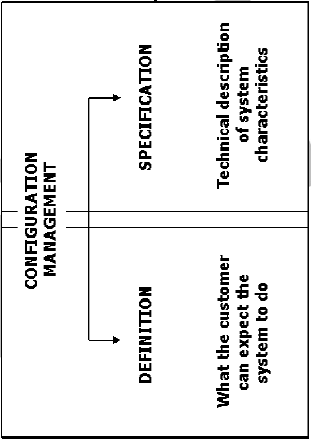 CONFIGURATION
MANAGEMENT
DEFINITION
What the customer
can expect the
system to do
SPECIFICATION
Technical description
of system
characteristics